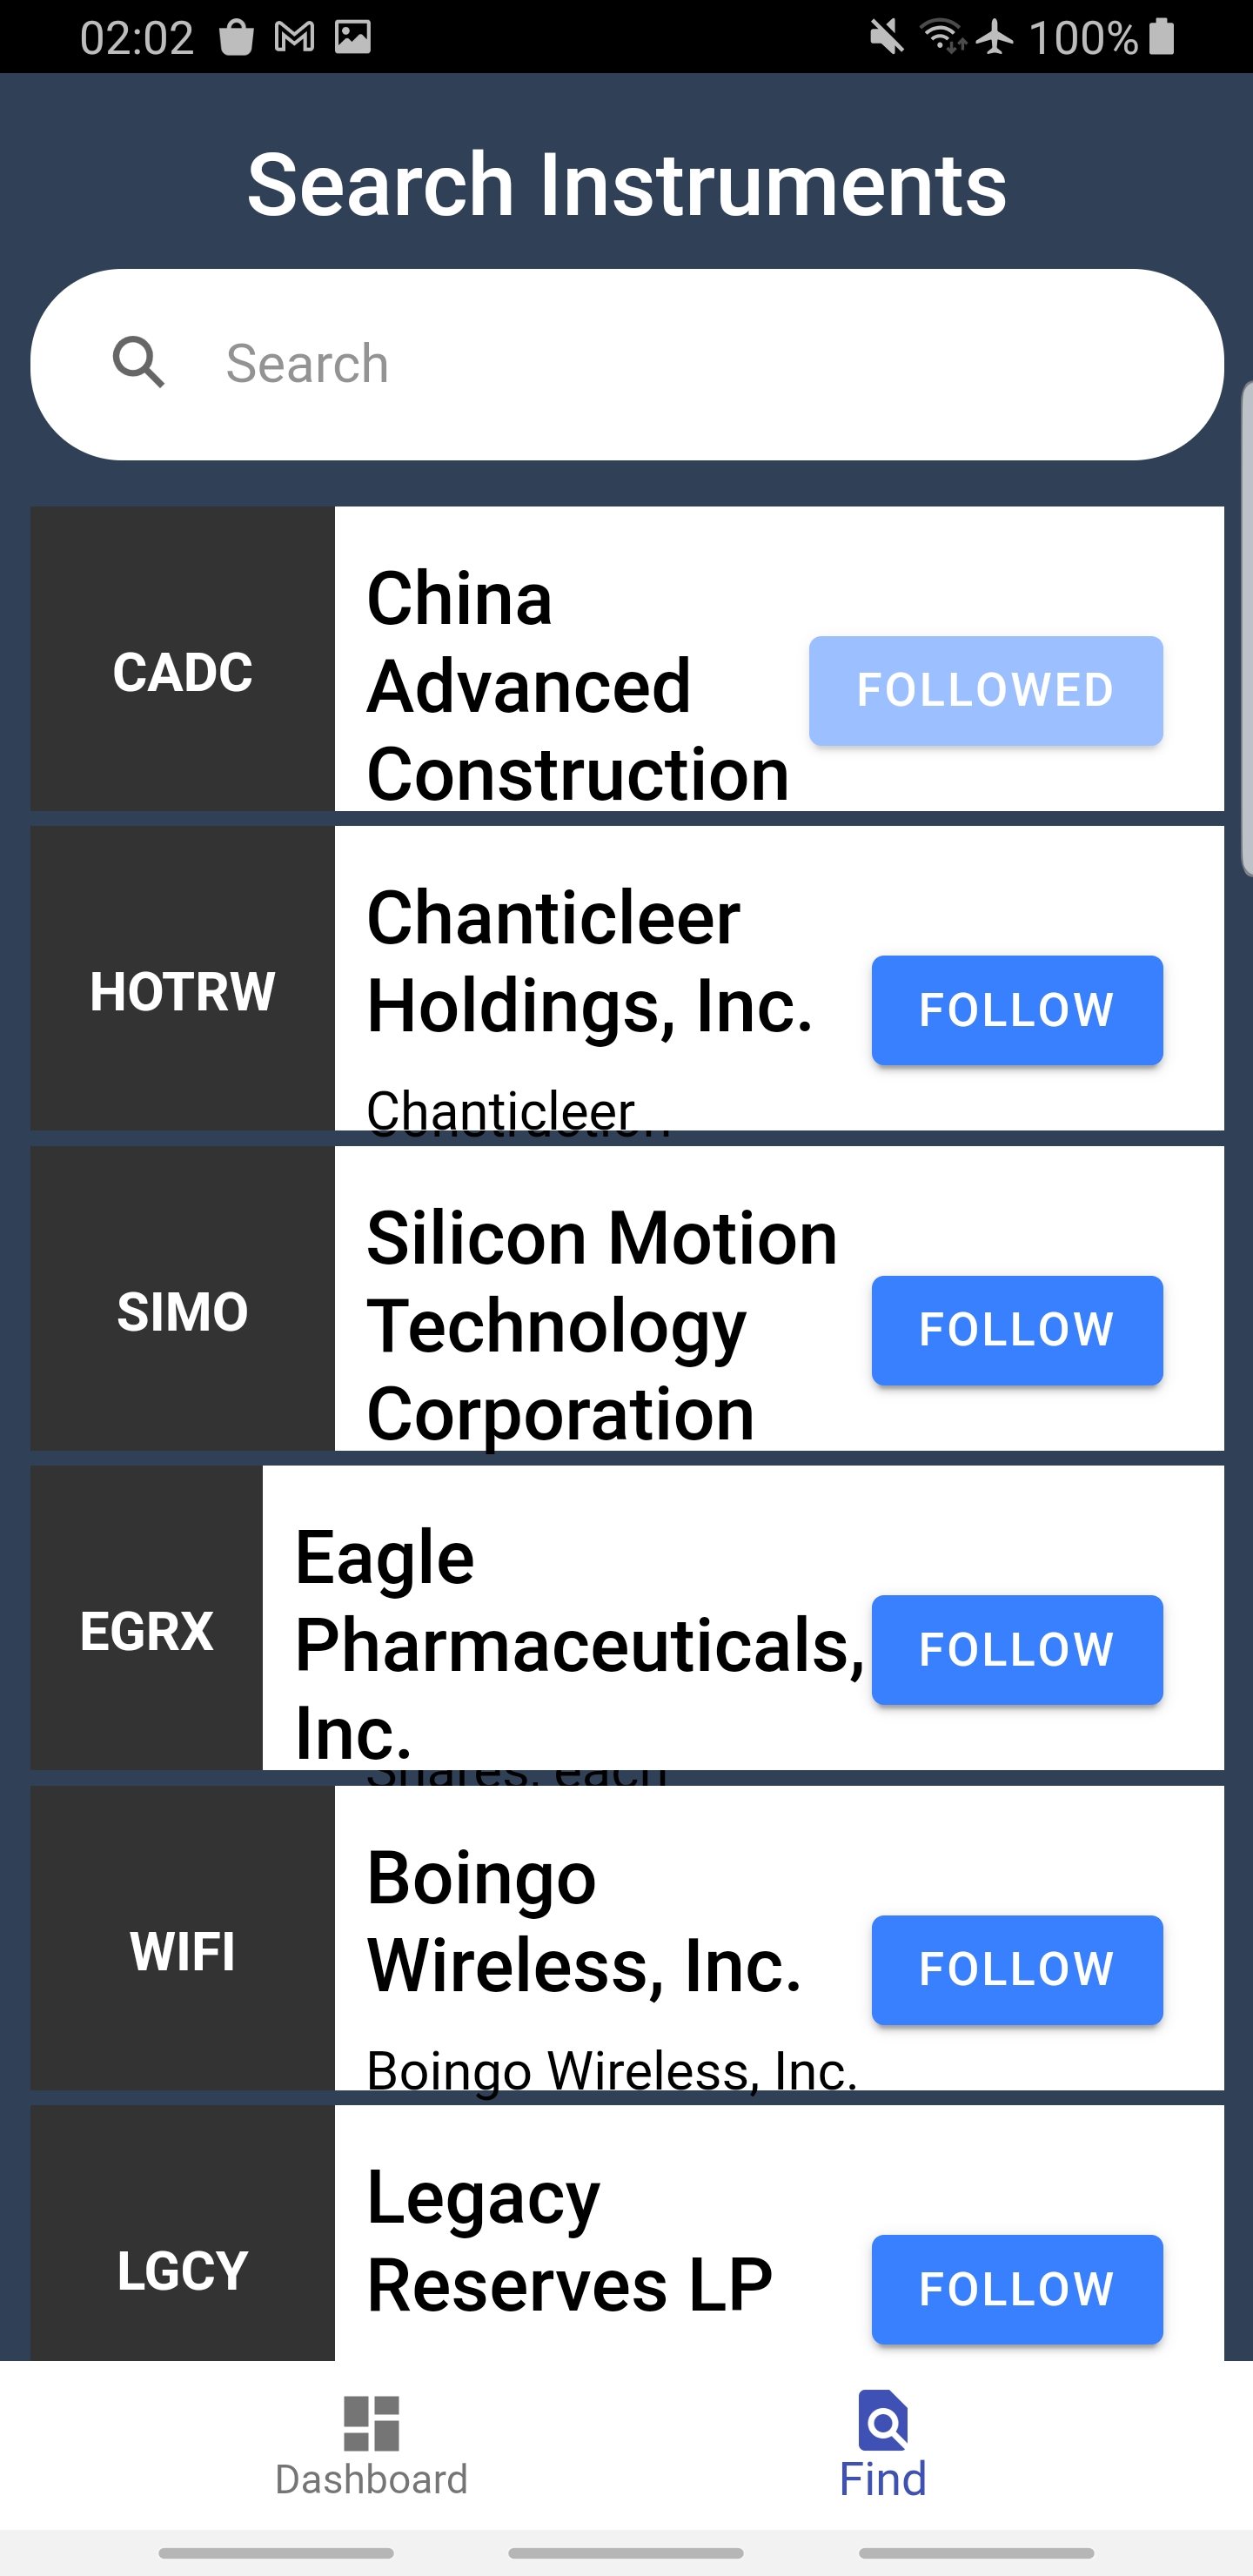 02:02
100%
Search Instruments
Search
CADC
China
Advanced
Construction
FOLLOWED
HOTRW
Chanticleer
Holdings, Inc.
Chanticleer
FOLLOW
SIMO
Silicon Motion
Technology
Corporation
FOLLOW
EGRX
Eagle
Pharmaceuticals,
Inc.
FOLLOW
Shares, each
WIFI
Boingo
Wireless, Inc.
Boingo Wireless, Inc.
FOLLOW
LGCY
Legacy
Reserves LP
FOLLOW
Dashboard
Find